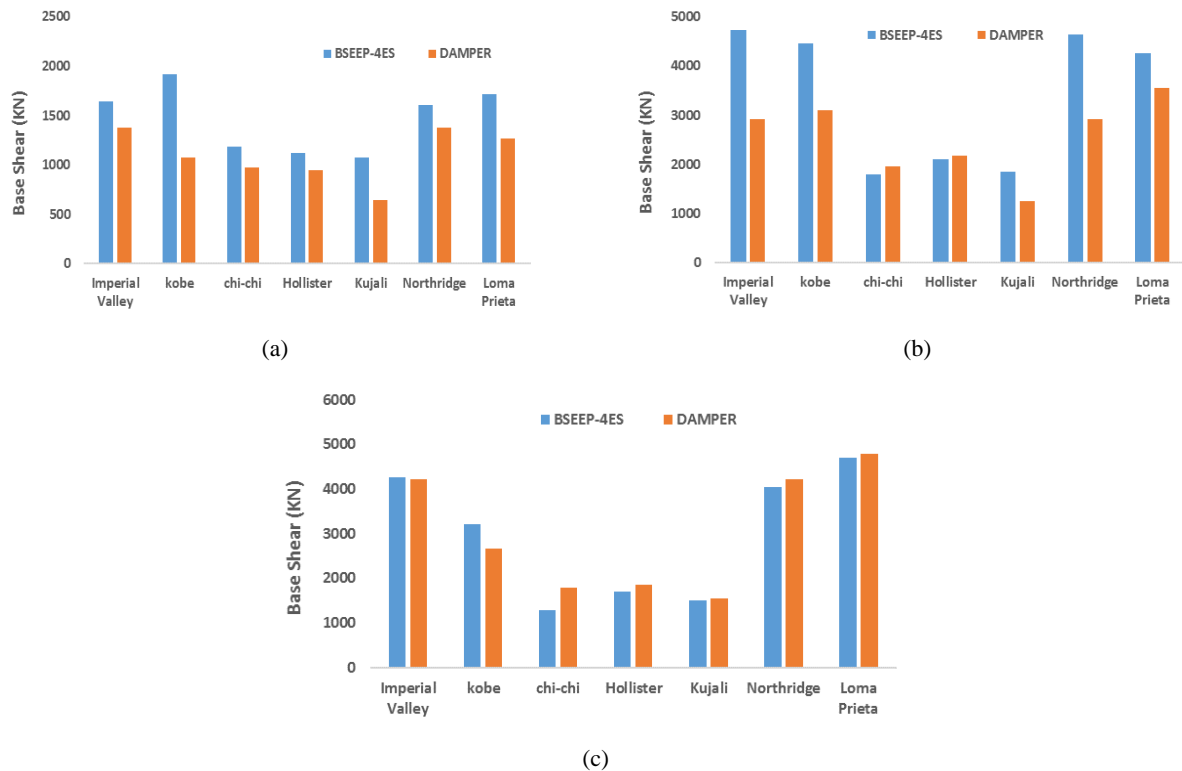 2500
2000
1500
1000
500
0
Base Shear (KN)
BSEEP-4ES DAMPER
Imperial Valley kobe chi-chi Hollister Kujali Northridge Loma Prieta
(a)
5000
4000
3000
2000
1000
0
Base Shear (KN)
BSEEP-4ES DAMPER
Imperial Valley kobe chi-chi Hollister Kujali Northridge Loma Prieta
(b)
6000
5000
4000
3000
2000
1000
0
Base Shear (KN)
BSEEP-4ES DAMPER
Imperial Valley kobe chi-chi Hollister Kujali Northridge Loma Prieta
(c)